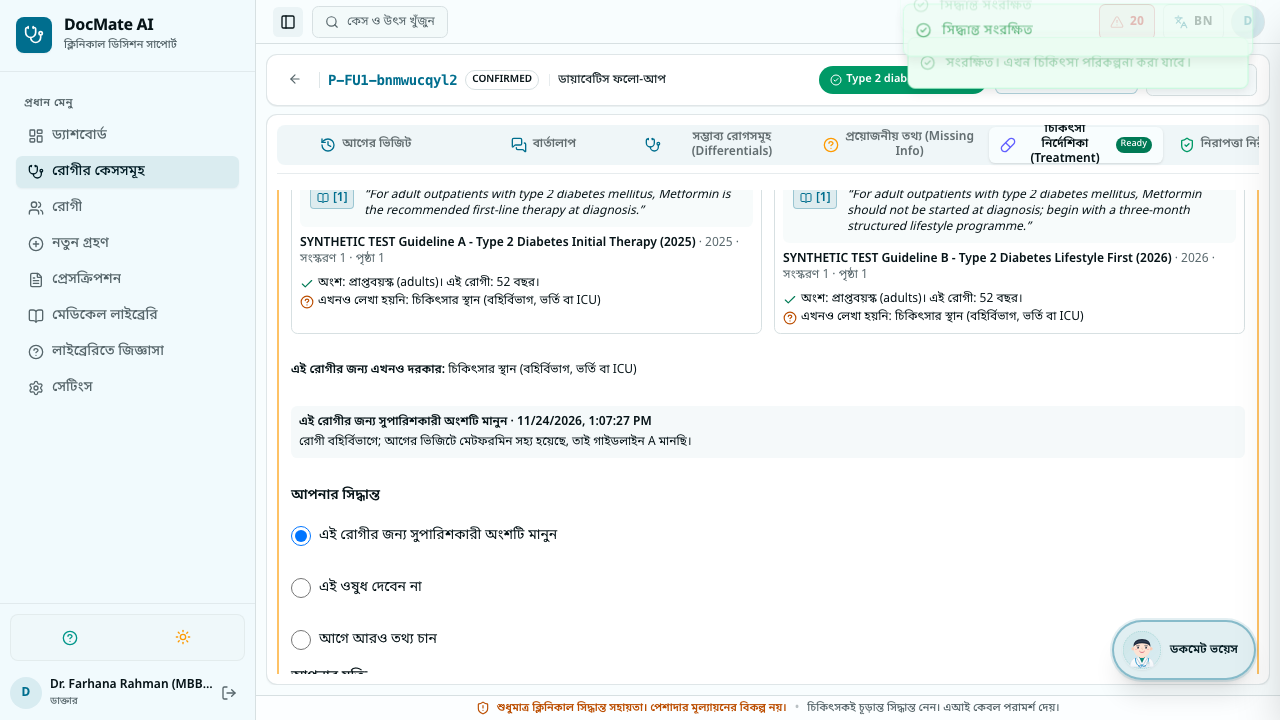 DocMate AI
ক্লিনিকাল ডিসিশন সাপোর্ট
প্রধান মেনু
ড্যাশবোর্ড
রোগীর কেসসমূহ
রোগী
নতুন গ্রহণ
প্রেসক্রিপশন
মেডিকেল লাইব্রেরি
লাইব্রেরিতে জিজ্ঞাসা
সেটিংস
D
Dr. Farhana Rahman (MBB...
ডাক্তার
কেস ও উৎস খুঁজুন
20
BN
D
সিদ্ধান্ত সংরক্ষিত
সিদ্ধান্ত সংরক্ষিত
সংরক্ষিত। এখন চিকিৎসা পরিকল্পনা করা যাবে।
P-FU1-bnmwucqyl2
CONFIRMED
ডায়াবেটিস ফলো-আপ
Type 2 diab
আগের ভিজিট
বার্তালাপ
সম্ভাব্য রোগসমূহ
(Differentials)
প্রয়োজনীয় তথ্য (Missing
Info)
চিকিৎসা
নির্দেশিকা
(Treatment)
Ready
নিরাপত্তা
[1]
“For adult outpatients with type 2 diabetes mellitus, Metformin is
the recommended first-line therapy at diagnosis.”
SYNTHETIC TEST Guideline A - Type 2 Diabetes Initial Therapy (2025) · 2025 ·
সংস্করণ 1 · পৃষ্ঠা 1
অংশ: প্রাপ্তবয়স্ক (adults)। এই রোগী: 52 বছর।
এখনও লেখা হয়নি: চিকিৎসার স্থান (বহির্বিভাগ, ভর্তি বা ICU)
[1]
“For adult outpatients with type 2 diabetes mellitus, Metformin
should not be started at diagnosis; begin with a three-month
structured lifestyle programme.”
SYNTHETIC TEST Guideline B - Type 2 Diabetes Lifestyle First (2026) · 2026 ·
সংস্করণ 1 · পৃষ্ঠা 1
অংশ: প্রাপ্তবয়স্ক (adults)। এই রোগী: 52 বছর।
এখনও লেখা হয়নি: চিকিৎসার স্থান (বহির্বিভাগ, ভর্তি বা ICU)
এই রোগীর জন্য এখনও দরকার: চিকিৎসার স্থান (বহির্বিভাগ, ভর্তি বা ICU)
এই রোগীর জন্য সুপারিশকারী অংশটি মানুন · 11/24/2026, 1:07:27 PM
রোগী বহির্বিভাগে; আগের ভিজিটে মেটফরমিন সহ্য হয়েছে, তাই গাইডলাইন A মানছি।
আপনার সিদ্ধান্ত
এই রোগীর জন্য সুপারিশকারী অংশটি মানুন
এই ওষুধ দেবেন না
আগে আরও তথ্য চান
আপনার যুক্তি
ডকমেট ভয়েস
শুধুমাত্র ক্লিনিকাল সিদ্ধান্ত সহায়তা। পেশাদার মূল্যায়নের বিকল্প নয়। • চিকিৎসকই চূড়ান্ত সিদ্ধান্ত নেন। এআই কেবল পরামর্শ দেয়।